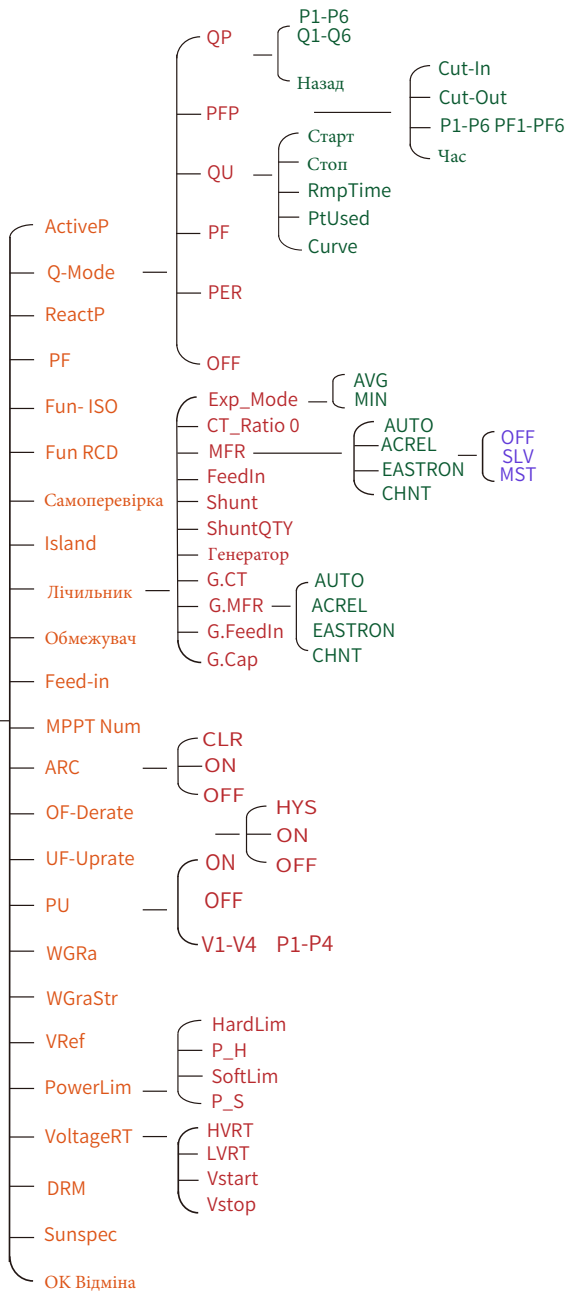 P1-P6
Q1-Q6
QP
Назад
PFP
Cut-In
Cut-Out
P1-P6 PF1-PF6
Час
Старт
Стоп
RmpTime
PtUsed
Curve
QU
PF
PER
OFF
ActiveP
Q-Mode
ReactP
PF
Fun- ISO
Fun RCD
Самоперевірка
Island
Лічильник
Обмежувач
Feed-in
MPPT Num
ARC
OF-Derate
UF-Uprate
PU
WGRa
WGraStr
VRef
PowerLim
VoltageRT
DRM
Sunspec
ОК Відміна
Exp_Mode
AVG
MIN
CT_Ratio 0
MFR
AUTO
ACREL
EASTRON
CHNT
OFF
SLV
MST
FeedIn
Shunt
ShuntQTY
Генератор
G.CT
G.MFR
AUTO
ACREL
EASTRON
CHNT
G.FeedIn
G.Cap
CLR
ON
OFF
HYS
ON
OFF
ON
OFF
V1-V4 P1-P4
HardLim
P_H
SoftLim
P_S
HVRT
LVRT
Vstart
Vstop